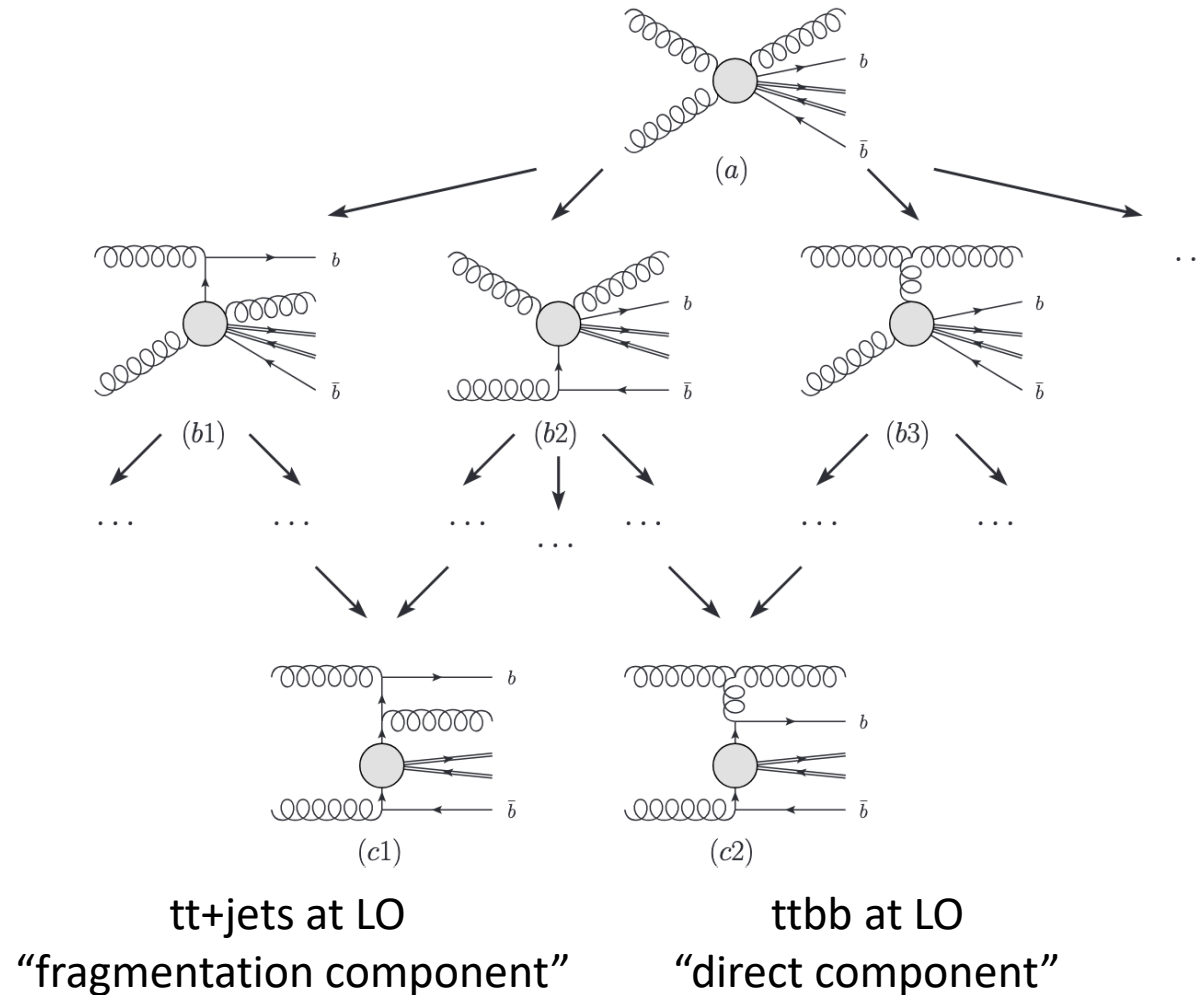 b
b̄
(a)
b
b
. .
b̄
b̄
b
b̄
(b1)
(b2)
(b3)
. . .
. . .
. . .
. . .
. . .
. . .
. . .
b
b
b̄
b̄
(c1)
(c2)
tt+jets at LO
ttbb at LO
“fragmentation component”
“direct component”